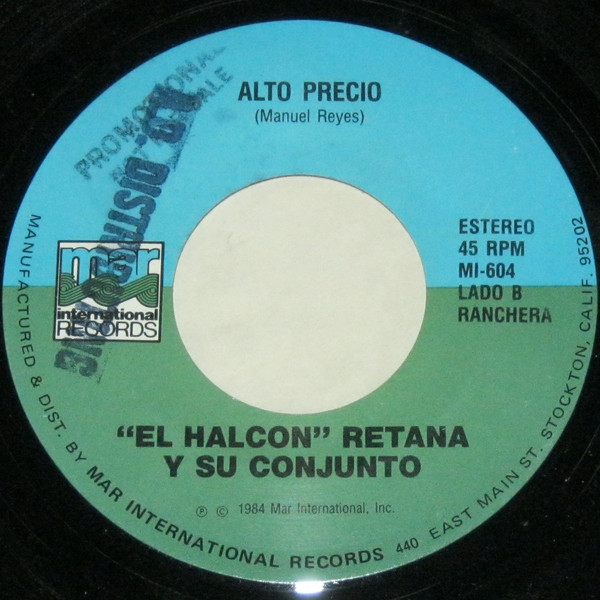 ALTO PRECIO
(Manuel Reyes)
PROMOTIONAL
mar
international
RECORDS
ESTEREO
45 RPM
MI-604
LADO B
RANCHERA
"EL HALCON" RETANA
Y SU CONJUNTO
℗ © 1984 Mar International, Inc.
MANUFACTURED & DIST. BY MAR INTERNATIONAL RECORDS 440 EAST MAIN ST. STOCKTON, CALIF. 95202